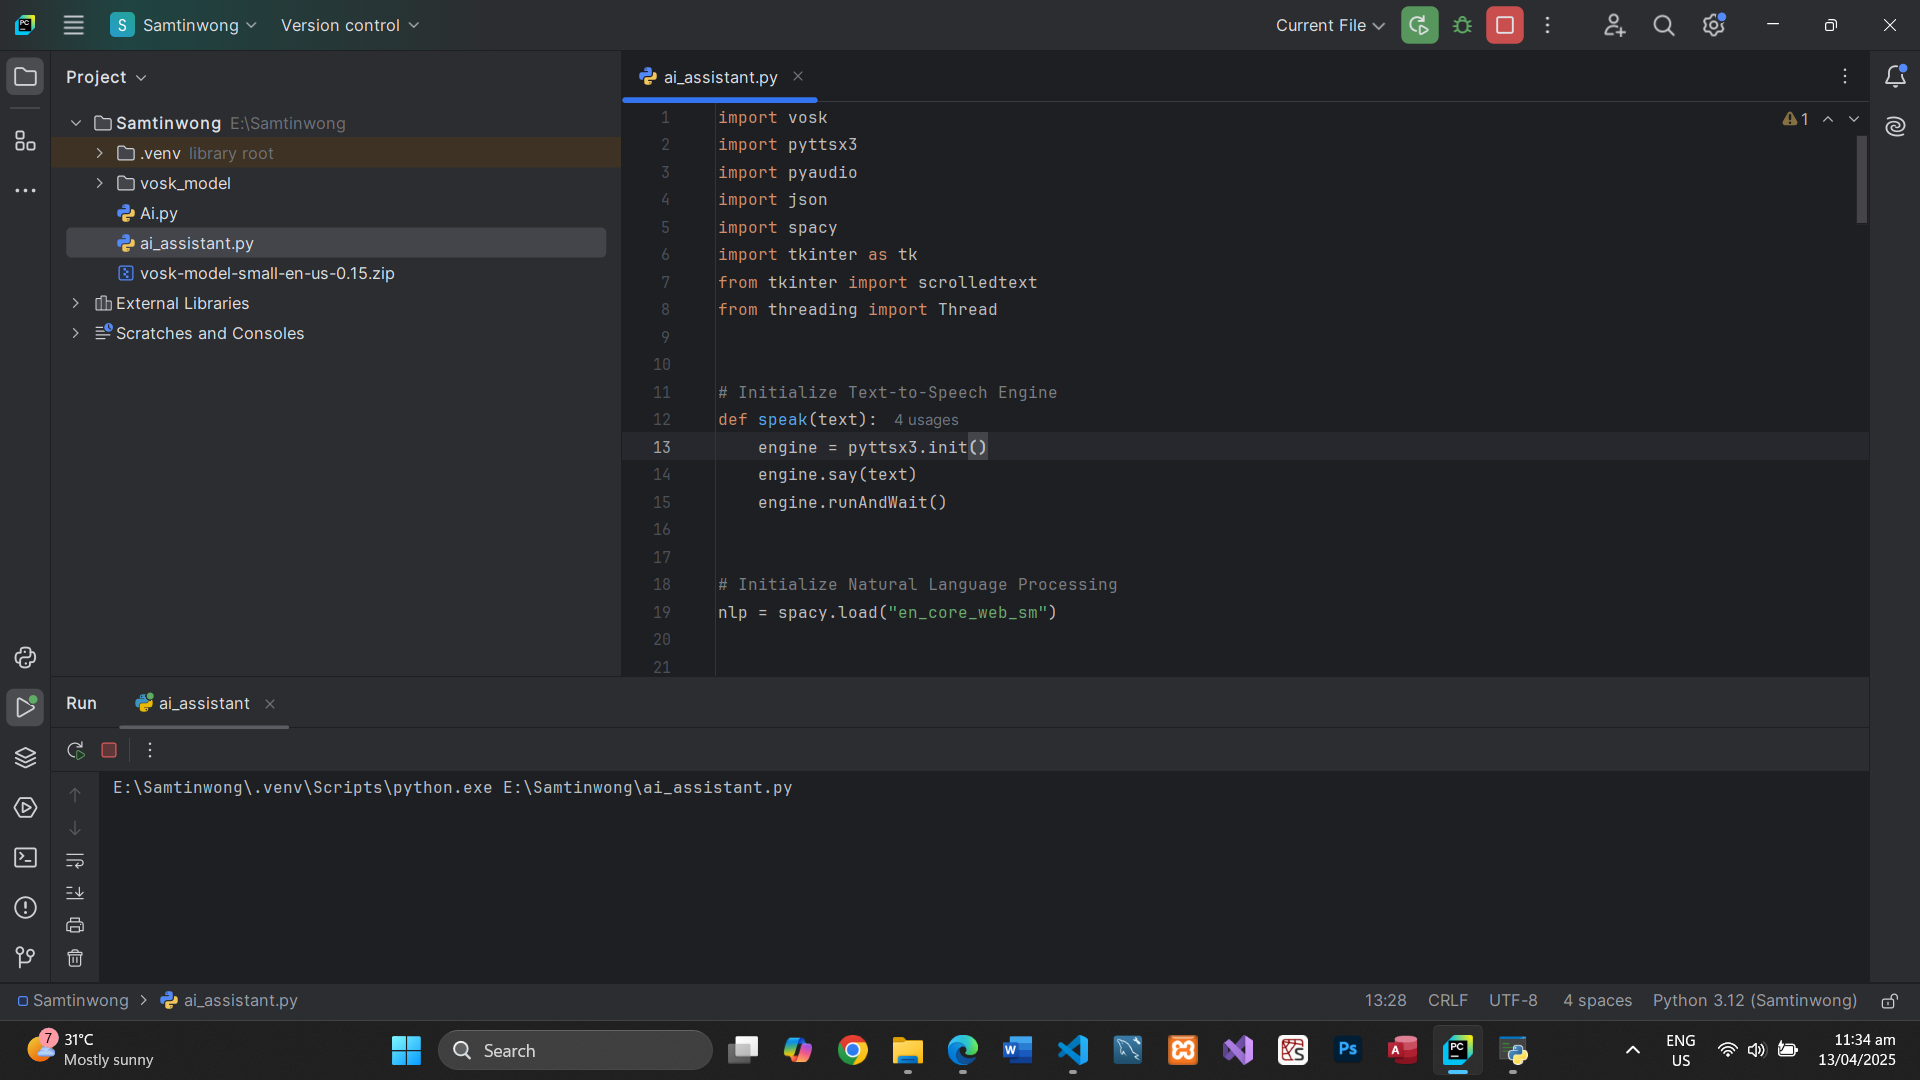 PC
S
Samtinwong
Version control
Current File
Project
ai_assistant.py
Samtinwong E:\Samtinwong
.venv library root
vosk_model
Ai.py
ai_assistant.py
vosk-model-small-en-us-0.15.zip
External Libraries
Scratches and Consoles
1
1 import vosk
2 import pyttsx3
3 import pyaudio
4 import json
5 import spacy
6 import tkinter as tk
7 from tkinter import scrolledtext
8 from threading import Thread
9
10
11 # Initialize Text-to-Speech Engine
12 def speak(text): 4 usages
13 engine = pyttsx3.init()
14 engine.say(text)
15 engine.runAndWait()
16
17
18 # Initialize Natural Language Processing
19 nlp = spacy.load("en_core_web_sm")
20
21
Run
ai_assistant
E:\Samtinwong\.venv\Scripts\python.exe E:\Samtinwong\ai_assistant.py
Samtinwong > ai_assistant.py
13:28 CRLF UTF-8 4 spaces Python 3.12 (Samtinwong)
7
31°C
Mostly sunny
Search
W
Ps
A
PC
ENG
US
11:34 am
13/04/2025